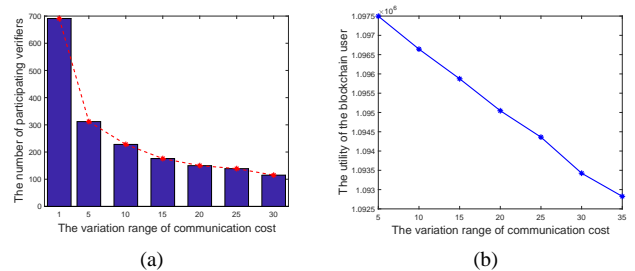 The number of participating verifiers
700
600
500
400
300
200
100
0
1 5 10 15 20 25 30
The variation range of communication cost
(a)
The utility of the blockchain user
×10⁶
1.0975
1.097
1.0965
1.096
1.0955
1.095
1.0945
1.094
1.0935
1.093
1.0925
5 10 15 20 25 30 35
The variation range of communication cost
(b)